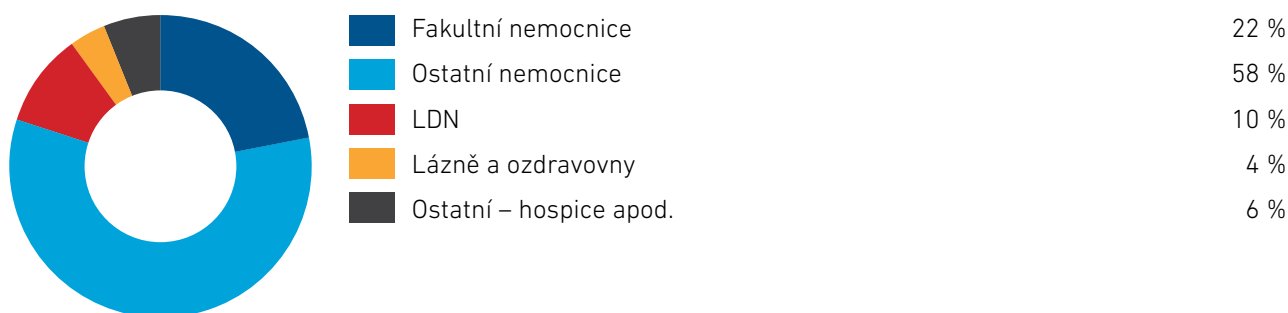 Fakultní nemocnice 22 %
Ostatní nemocnice 58 %
LDN 10 %
Lázně a ozdravovny 4 %
Ostatní – hospice apod. 6 %